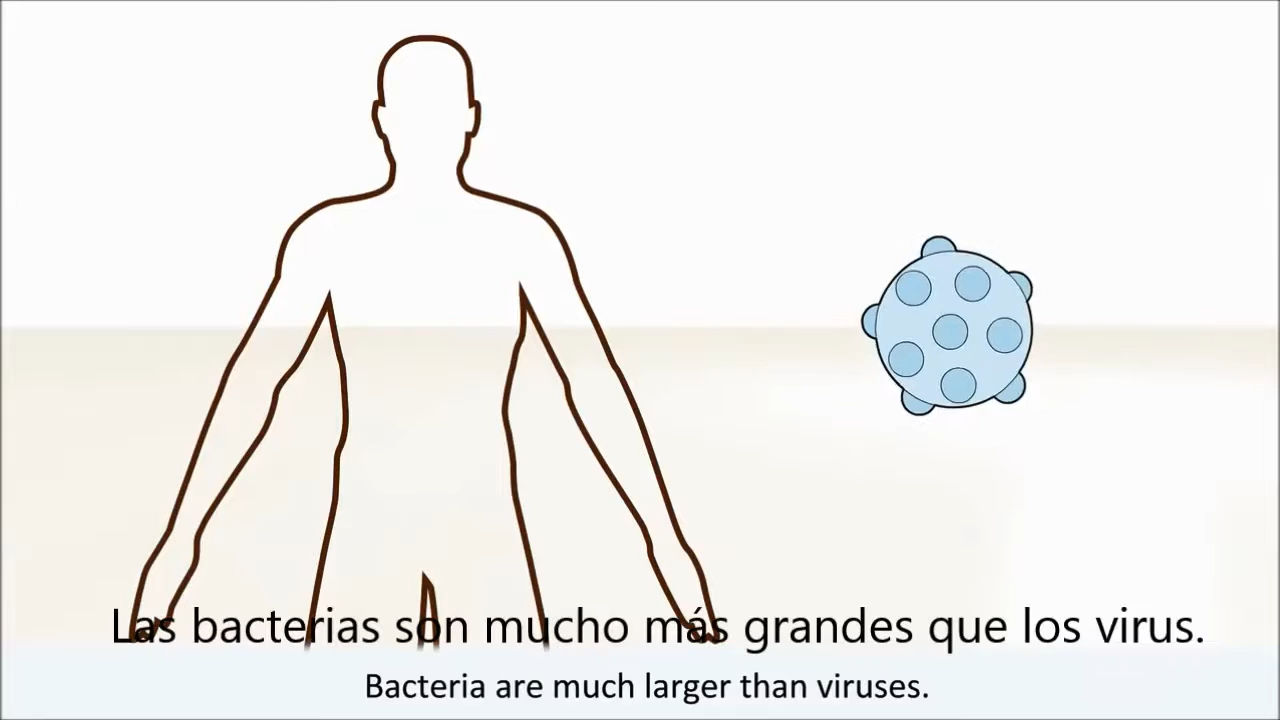 Las bacterias son mucho más grandes que los virus.
Bacteria are much larger than viruses.